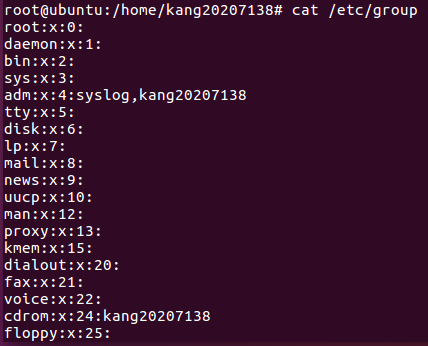 root@ubuntu:/home/kang20207138# cat /etc/group
root:x:0:
daemon:x:1:
bin:x:2:
sys:x:3:
adm:x:4:syslog,kang20207138
tty:x:5:
disk:x:6:
lp:x:7:
mail:x:8:
news:x:9:
uucp:x:10:
man:x:12:
proxy:x:13:
kmem:x:15:
dialout:x:20:
fax:x:21:
voice:x:22:
cdrom:x:24:kang20207138
floppy:x:25: